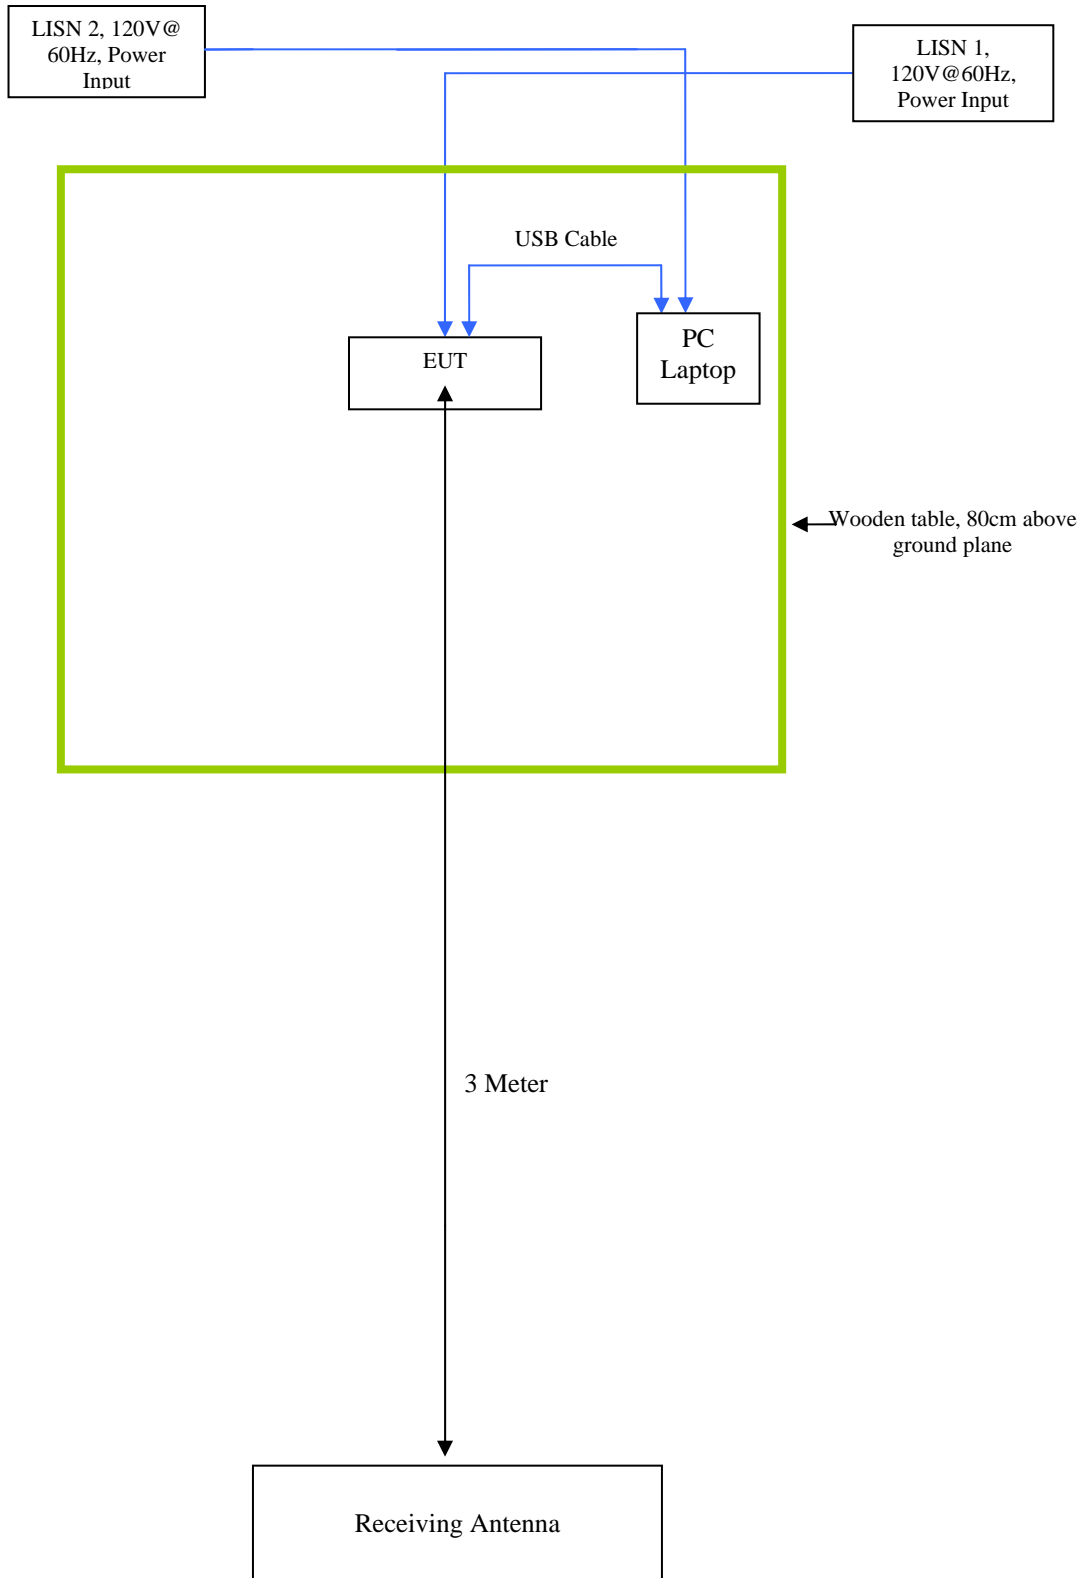 LISN 2, 120V@
60Hz, Power
Input
LISN 1,
120V@60Hz,
Power Input
USB Cable
EUT
PC
Laptop
Wooden table, 80cm above
ground plane
3 Meter
Receiving Antenna